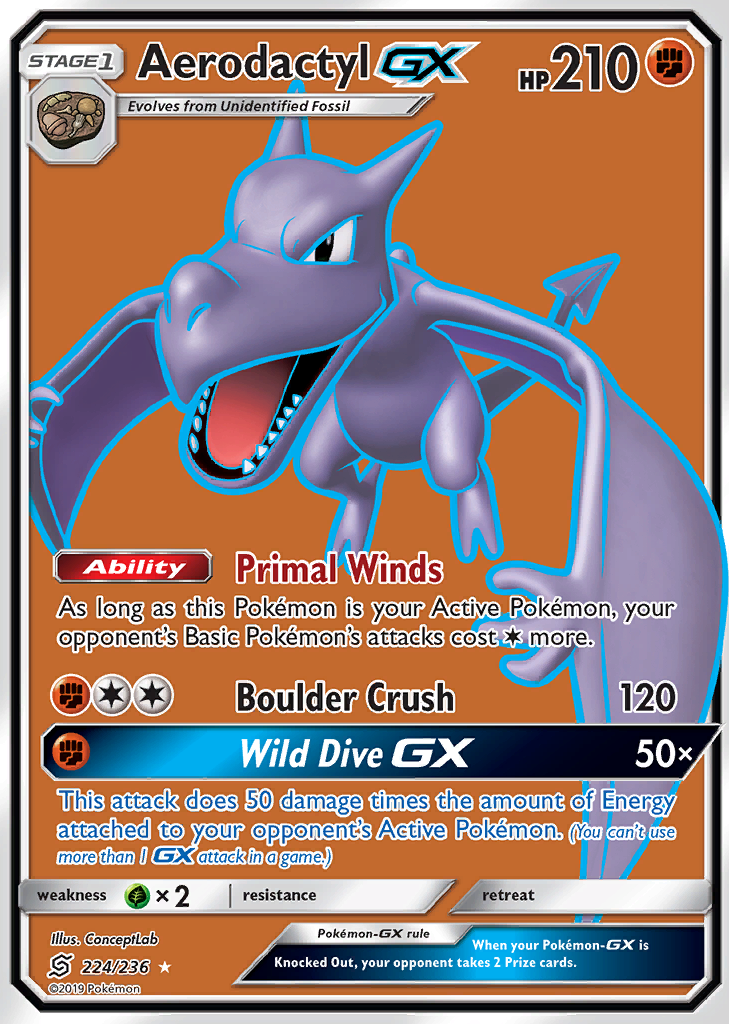 STAGE1 Aerodactyl GX HP210
Evolves from Unidentified Fossil
Ability Primal Winds
As long as this Pokémon is your Active Pokémon, your
opponent's Basic Pokémon's attacks cost more.
Boulder Crush 120
Wild Dive GX 50×
This attack does 50 damage times the amount of Energy
attached to your opponent's Active Pokémon. (You can't use
more than 1 GX attack in a game.)
weakness ×2 resistance retreat
Illus. ConceptLab
224/236
©2019 Pokémon
Pokémon-GX rule
When your Pokémon-GX is
Knocked Out, your opponent takes 2 Prize cards.